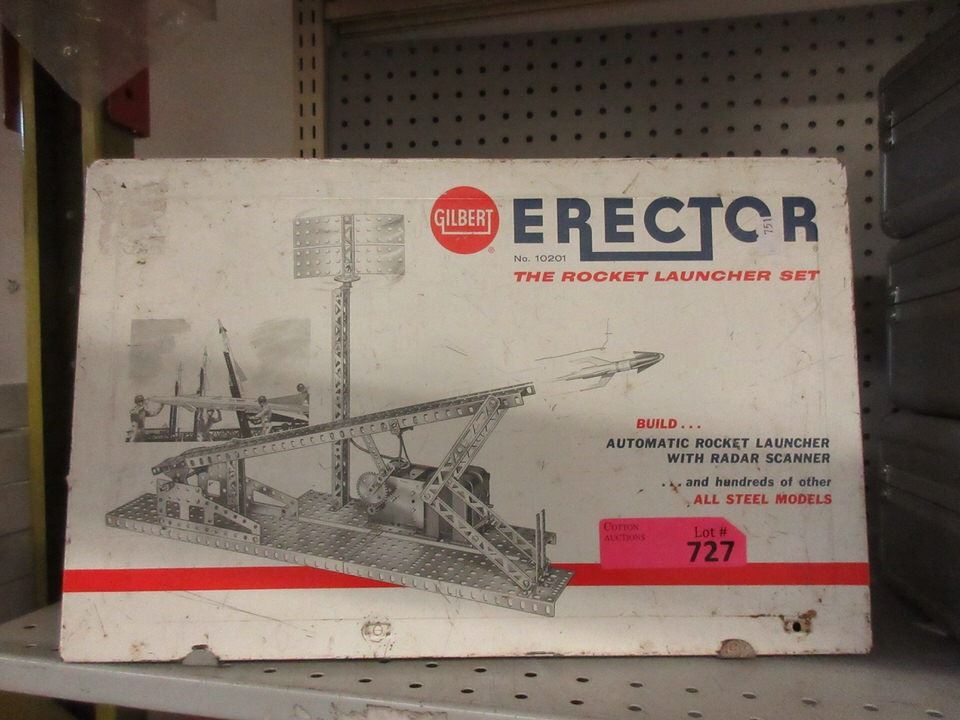 GILBERT
ERECTOR
751
No. 10201
THE ROCKET LAUNCHER SET
BUILD...
AUTOMATIC ROCKET LAUNCHER
WITH RADAR SCANNER
...and hundreds of other
ALL STEEL MODELS
COTTON
AUCTIONS
Lot #
727